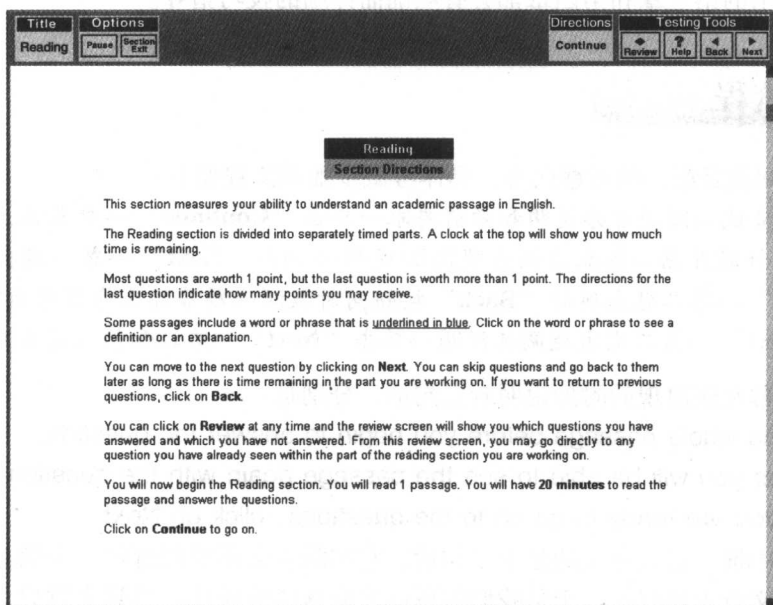 Title
Options
Directions
Testing Tools
Reading
Pause
Section
Exit
Continue
Review
Help
Back
Next
Reading
Section Directions
This section measures your ability to understand an academic passage in English.
The Reading section is divided into separately timed parts. A clock at the top will show you how much
time is remaining.
Most questions are worth 1 point, but the last question is worth more than 1 point. The directions for the
last question indicate how many points you may receive.
Some passages include a word or phrase that is underlined in blue. Click on the word or phrase to see a
definition or an explanation.
You can move to the next question by clicking on Next. You can skip questions and go back to them
later as long as there is time remaining in the part you are working on. If you want to return to previous
questions, click on Back.
You can click on Review at any time and the review screen will show you which questions you have
answered and which you have not answered. From this review screen, you may go directly to any
question you have already seen within the part of the reading section you are working on.
You will now begin the Reading section. You will read 1 passage. You will have 20 minutes to read the
passage and answer the questions.
Click on Continue to go on.